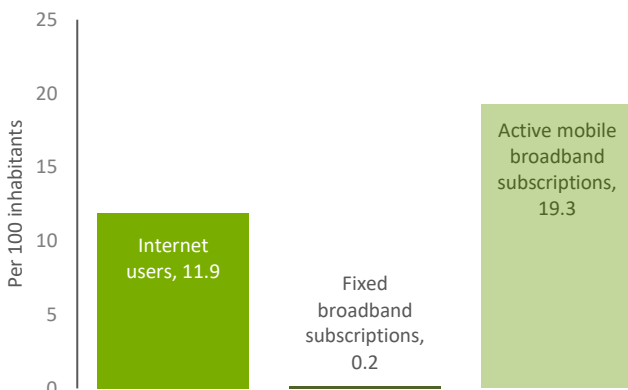 25
20
15
10
5
0
Per 100 inhabitants
Internet
users, 11.9
Fixed
broadband
subscriptions,
0.2
Active mobile
broadband
subscriptions,
19.3